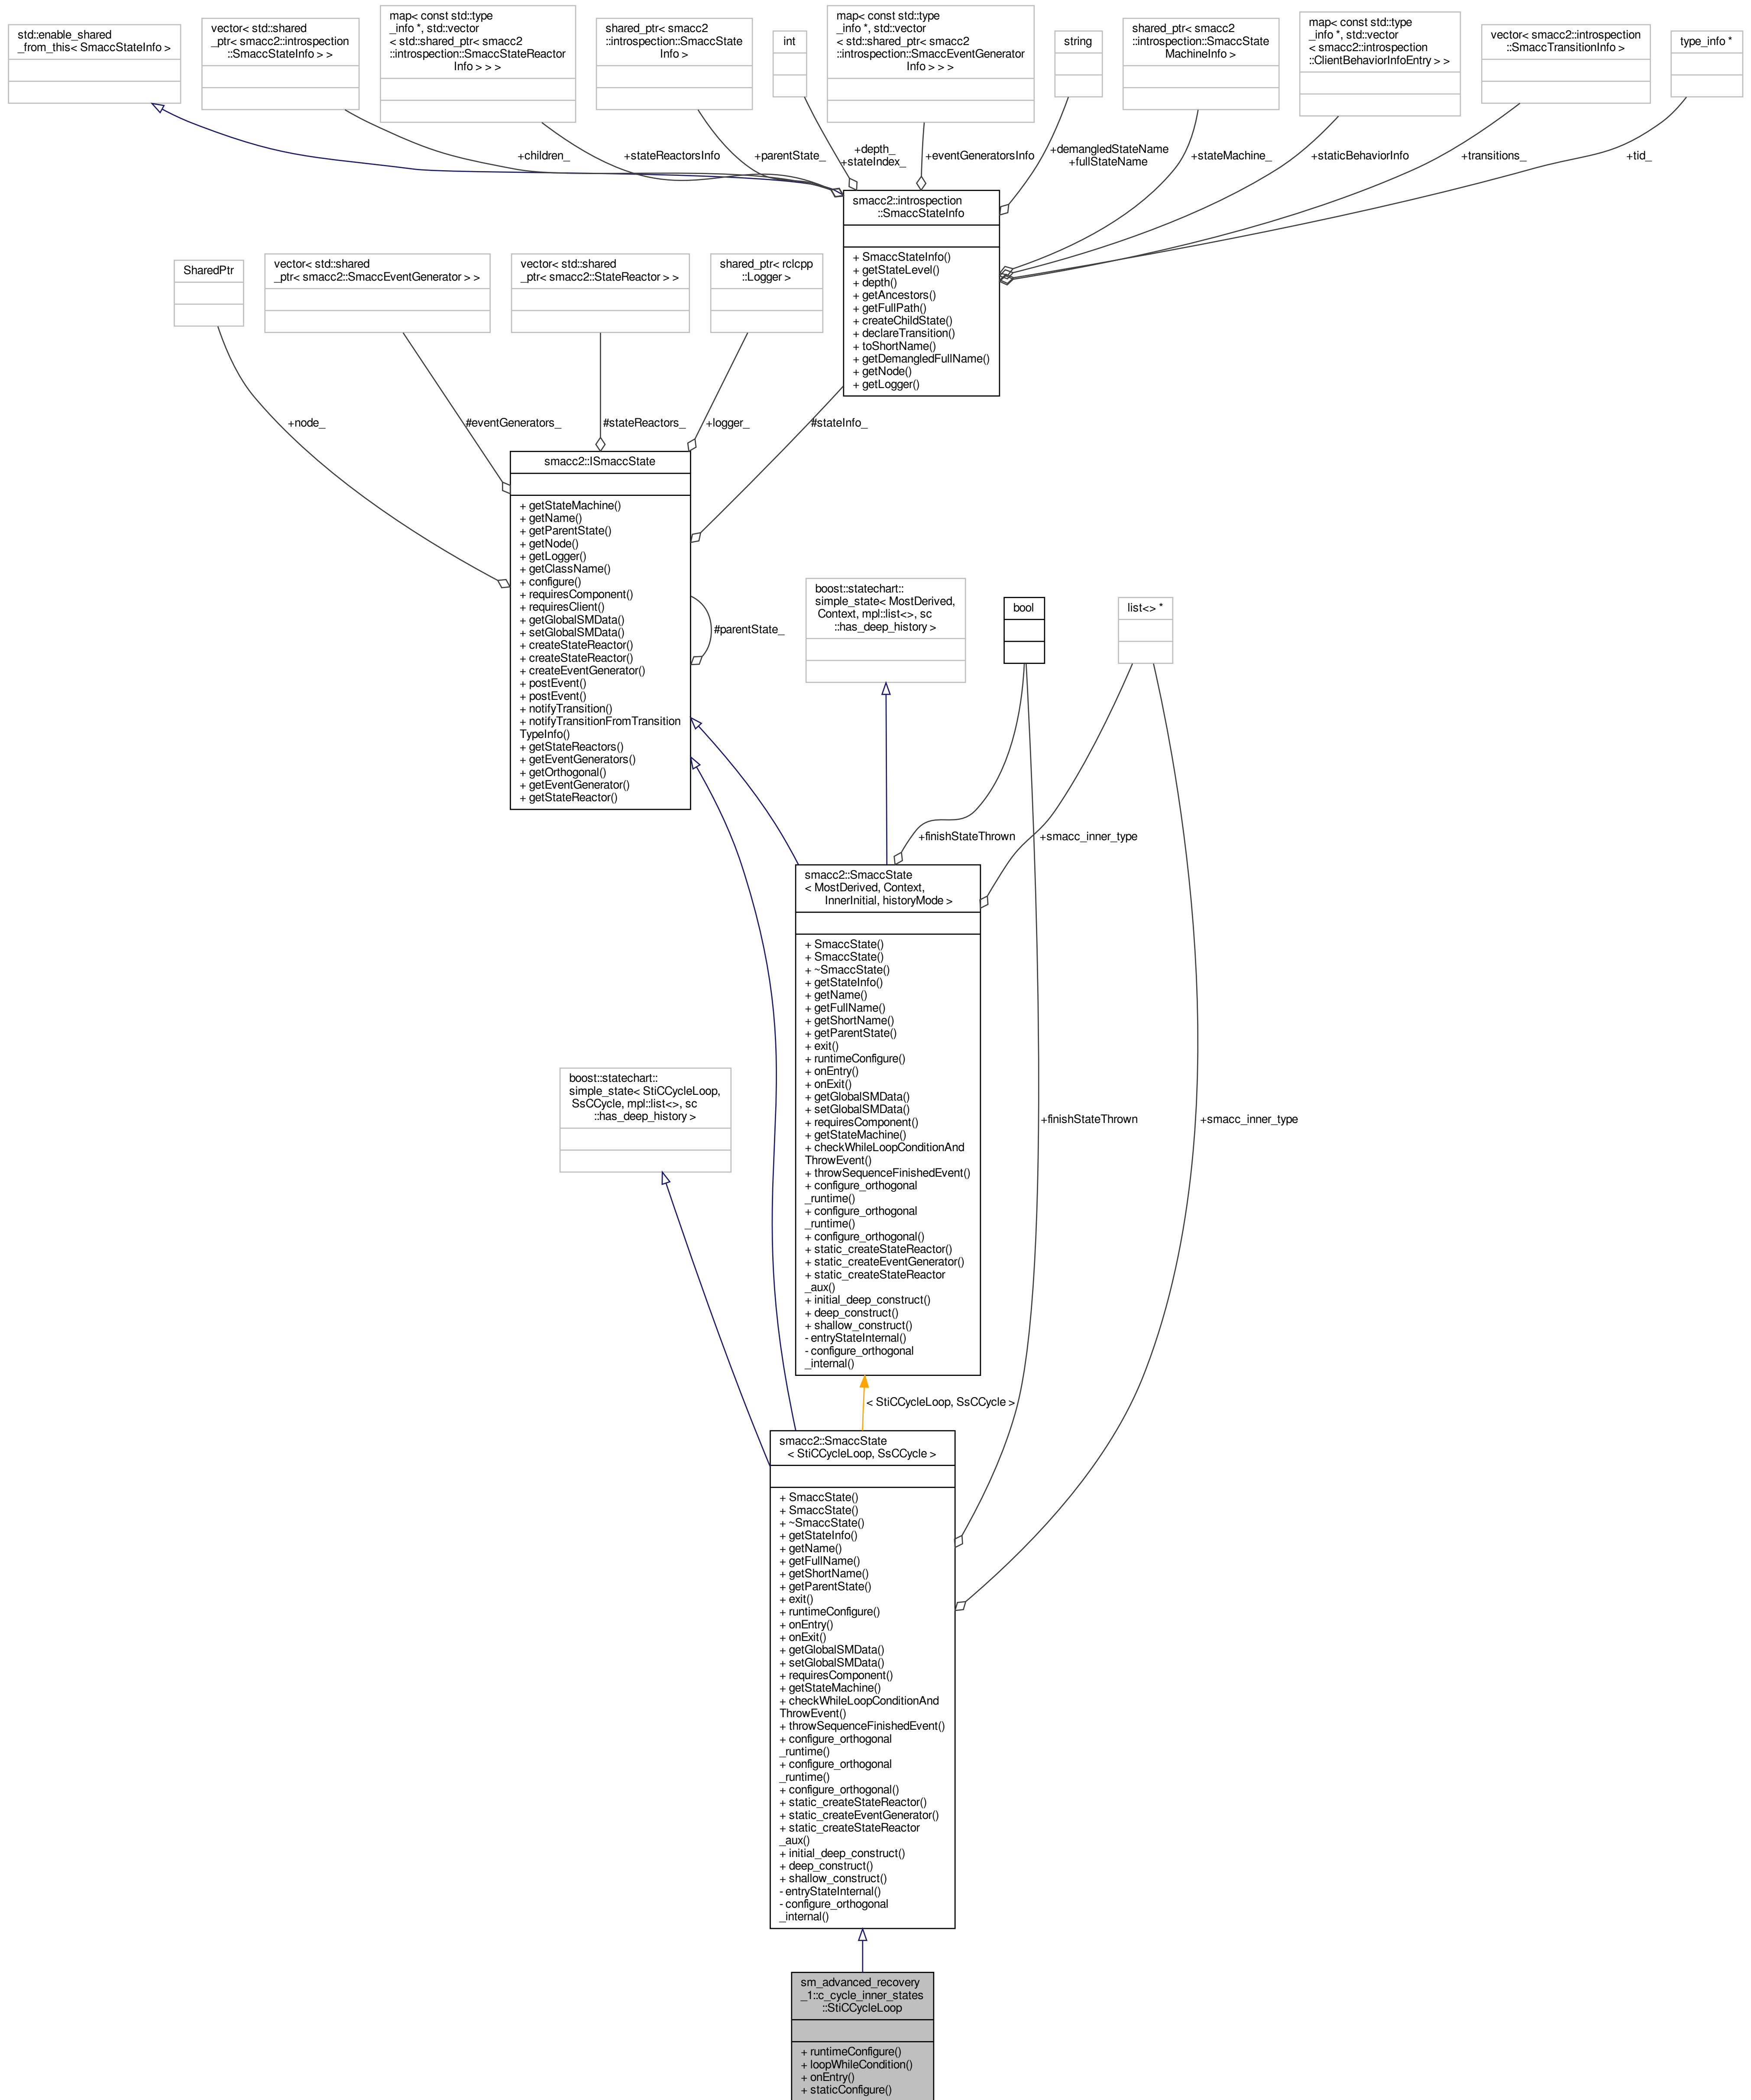 std::enable_shared
_from_this< SmaccStateInfo >
vector< std::shared
_ptr< smacc2::introspection
::SmaccStateInfo > >
map< const std::type
_info *, std::vector
< std::shared_ptr< smacc2
::introspection::SmaccStateReactor
Info > > >
shared_ptr< smacc2
::introspection::SmaccState
Info >
int
map< const std::type
_info *, std::vector
< std::shared_ptr< smacc2
::introspection::SmaccEventGenerator
Info > > >
string
shared_ptr< smacc2
::introspection::SmaccState
MachineInfo >
map< const std::type
_info *, std::vector
< smacc2::introspection
::ClientBehaviorInfoEntry > >
vector< smacc2::introspection
::SmaccTransitionInfo >
type_info *
+children_
+stateReactorsInfo
+parentState_
+depth_
+stateIndex_
+eventGeneratorsInfo
+demangledStateName
+fullStateName
+stateMachine_
+staticBehaviorInfo
+transitions_
+tid_
smacc2::introspection
::SmaccStateInfo
+ SmaccStateInfo()
+ getStateLevel()
+ depth()
+ getAncestors()
+ getFullPath()
+ createChildState()
+ declareTransition()
+ toShortName()
+ getDemangledFullName()
+ getNode()
+ getLogger()
SharedPtr
vector< std::shared
_ptr< smacc2::SmaccEventGenerator > >
vector< std::shared
_ptr< smacc2::StateReactor > >
shared_ptr< rclcpp
::Logger >
+node_
#eventGenerators_
#stateReactors_
+logger_
#stateInfo_
smacc2::ISmaccState
+ getStateMachine()
+ getName()
+ getParentState()
+ getNode()
+ getLogger()
+ getClassName()
+ configure()
+ requiresComponent()
+ requiresClient()
+ getGlobalSMData()
+ setGlobalSMData()
+ createStateReactor()
+ createStateReactor()
+ createEventGenerator()
+ postEvent()
+ postEvent()
+ notifyTransition()
+ notifyTransitionFromTransition
TypeInfo()
+ getStateReactors()
+ getEventGenerators()
+ getOrthogonal()
+ getEventGenerator()
+ getStateReactor()
#parentState_
boost::statechart::
simple_state< MostDerived,
Context, mpl::list<>, sc
::has_deep_history >
bool
list<> *
+finishStateThrown
+smacc_inner_type
smacc2::SmaccState
< MostDerived, Context,
InnerInitial, historyMode >
+ SmaccState()
+ SmaccState()
+ ~SmaccState()
+ getStateInfo()
+ getName()
+ getFullName()
+ getShortName()
+ getParentState()
+ exit()
+ runtimeConfigure()
+ onEntry()
+ onExit()
+ getGlobalSMData()
+ setGlobalSMData()
+ requiresComponent()
+ getStateMachine()
+ checkWhileLoopConditionAnd
ThrowEvent()
+ throwSequenceFinishedEvent()
+ configure_orthogonal
_runtime()
+ configure_orthogonal
_runtime()
+ configure_orthogonal()
+ static_createStateReactor()
+ static_createEventGenerator()
+ static_createStateReactor
_aux()
+ initial_deep_construct()
+ deep_construct()
+ shallow_construct()
- entryStateInternal()
- configure_orthogonal
_internal()
boost::statechart::
simple_state< StiCCycleLoop,
SsCCycle, mpl::list<>, sc
::has_deep_history >
+finishStateThrown
+smacc_inner_type
< StiCCycleLoop, SsCCycle >
smacc2::SmaccState
< StiCCycleLoop, SsCCycle >
+ SmaccState()
+ SmaccState()
+ ~SmaccState()
+ getStateInfo()
+ getName()
+ getFullName()
+ getShortName()
+ getParentState()
+ exit()
+ runtimeConfigure()
+ onEntry()
+ onExit()
+ getGlobalSMData()
+ setGlobalSMData()
+ requiresComponent()
+ getStateMachine()
+ checkWhileLoopConditionAnd
ThrowEvent()
+ throwSequenceFinishedEvent()
+ configure_orthogonal
_runtime()
+ configure_orthogonal
_runtime()
+ configure_orthogonal()
+ static_createStateReactor()
+ static_createEventGenerator()
+ static_createStateReactor
_aux()
+ initial_deep_construct()
+ deep_construct()
+ shallow_construct()
- entryStateInternal()
- configure_orthogonal
_internal()
sm_advanced_recovery
_1::c_cycle_inner_states
::StiCCycleLoop
+ runtimeConfigure()
+ loopWhileCondition()
+ onEntry()
+ staticConfigure()